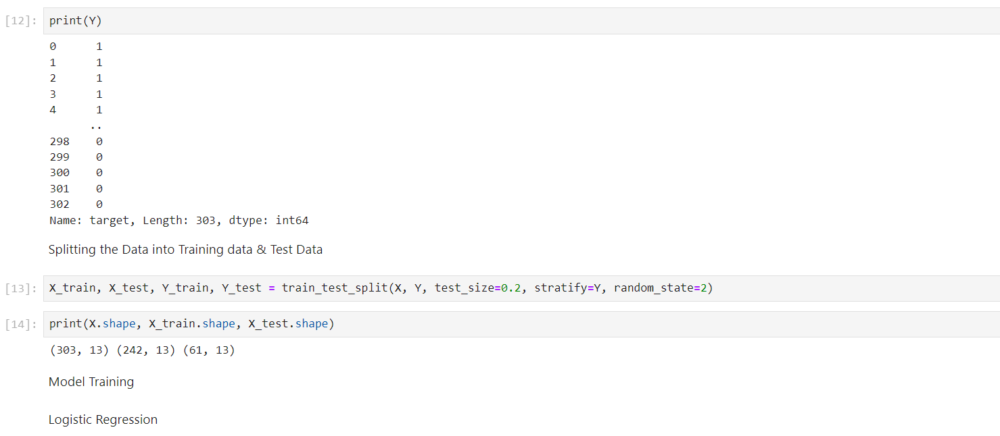 [12]: print(Y)
0      1
1      1
2      1
3      1
4      1
      ..
298    0
299    0
300    0
301    0
302    0
Name: target, Length: 303, dtype: int64
Splitting the Data into Training data & Test Data
[13]: X_train, X_test, Y_train, Y_test = train_test_split(X, Y, test_size=0.2, stratify=Y, random_state=2)
[14]: print(X.shape, X_train.shape, X_test.shape)
(303, 13) (242, 13) (61, 13)
Model Training
Logistic Regression